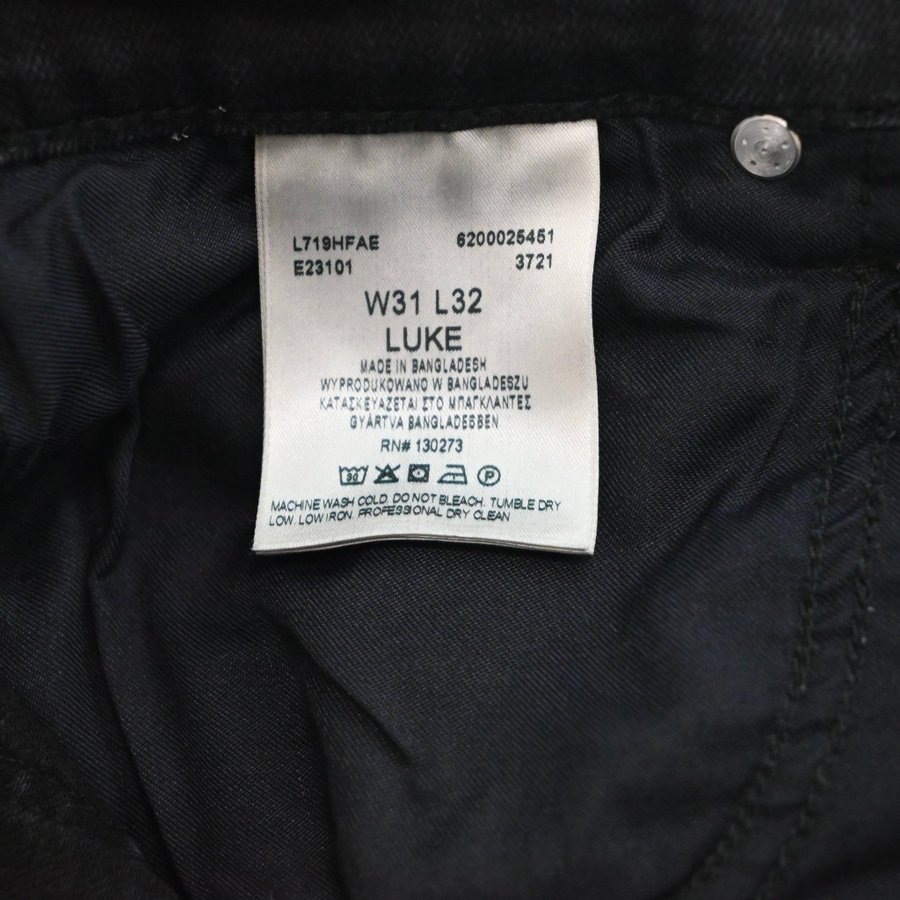 L719HFAE 6200025451
E23101 3721
W31 L32
LUKE
MADE IN BANGLADESH
WYPRODUKOWANO W BANGLADESZU
ΚΑΤΑΣΚΕΥΑΖΕΤΑΙ ΣΤΟ ΜΠΑΓΚΛΑΝΤΕΣ
GYÁRTVA BANGLADESBEN
RN# 130273
30 P
MACHINE WASH COLD. DO NOT BLEACH. TUMBLE DRY
LOW. LOW IRON. PROFESSIONAL DRY CLEAN